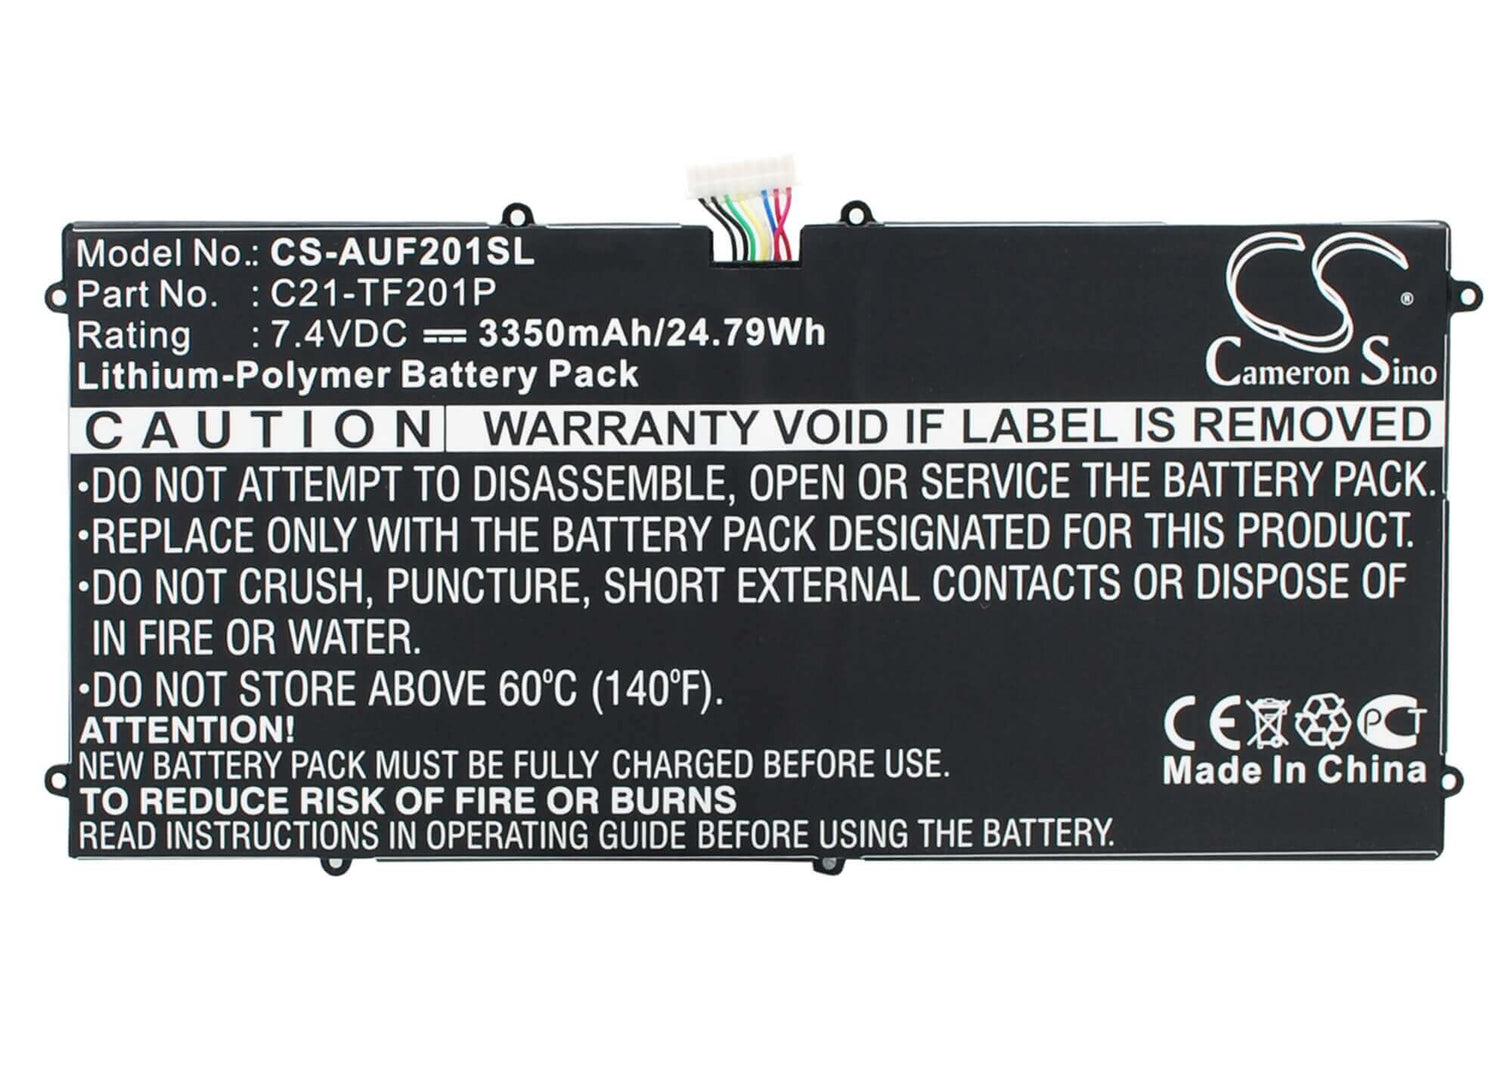 Model No.: CS-AUF201SL
Part No. : C21-TF201P
Rating : 7.4VDC 3350mAh/24.79Wh
Lithium-Polymer Battery Pack
CS ®
Cameron Sino
CAUTION WARRANTY VOID IF LABEL IS REMOVED
•DO NOT ATTEMPT TO DISASSEMBLE, OPEN OR SERVICE THE BATTERY PACK.
•REPLACE ONLY WITH THE BATTERY PACK DESIGNATED FOR THIS PRODUCT.
•DO NOT CRUSH, PUNCTURE, SHORT EXTERNAL CONTACTS OR DISPOSE OF
IN FIRE OR WATER.
•DO NOT STORE ABOVE 60ºC (140ºF).
ATTENTION!
NEW BATTERY PACK MUST BE FULLY CHARGED BEFORE USE.
TO REDUCE RISK OF FIRE OR BURNS
READ INSTRUCTIONS IN OPERATING GUIDE BEFORE USING THE BATTERY.
CE PCT
Made In China